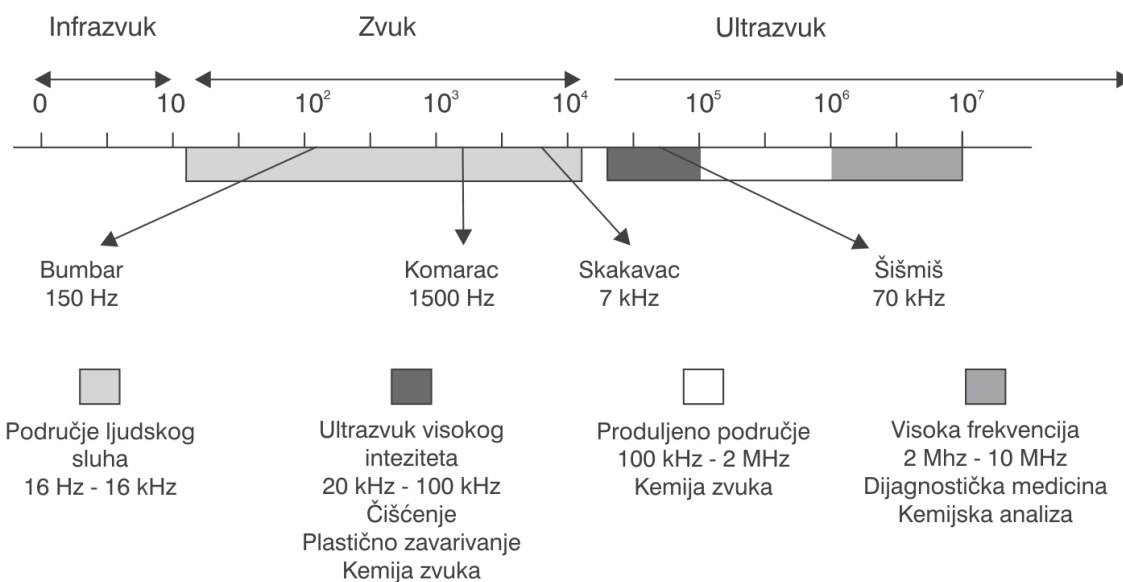 Infrazvuk Zvuk Ultrazvuk
0 10 10² 10³ 10⁴ 10⁵ 10⁶ 10⁷
Bumbar
150 Hz
Komarac
1500 Hz
Skakavac
7 kHz
Šišmiš
70 kHz
Područje ljudskog
sluha
16 Hz - 16 kHz
Ultrazvuk visokog
inteziteta
20 kHz - 100 kHz
Čišćenje
Plastično zavarivanje
Kemija zvuka
Produljeno područje
100 kHz - 2 MHz
Kemija zvuka
Visoka frekvencija
2 Mhz - 10 MHz
Dijagnostička medicina
Kemijska analiza